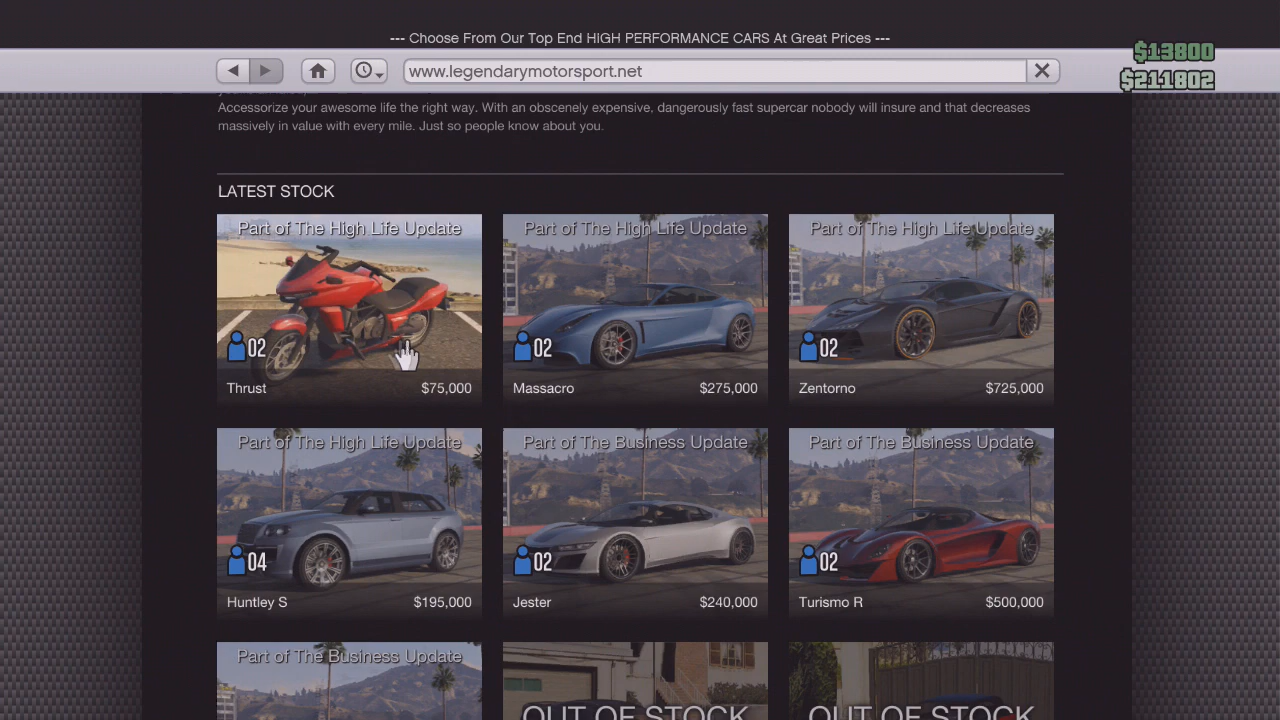 --- Choose From Our Top End HIGH PERFORMANCE CARS At Great Prices ---
$13800
www.legendarymotorsport.net
$211802
Accessorize your awesome life the right way. With an obscenely expensive, dangerously fast supercar nobody will insure and that decreases
massively in value with every mile. Just so people know about you.
LATEST STOCK
Part of The High Life Update
Part of The High Life Update
Part of The High Life Update
02
02
02
Thrust $75,000
Massacro $275,000
Zentorno $725,000
Part of The High Life Update
Part of The Business Update
Part of The Business Update
04
02
02
Huntley S $195,000
Jester $240,000
Turismo R $500,000
Part of The Business Update
OUT OF STOCK
OUT OF STOCK